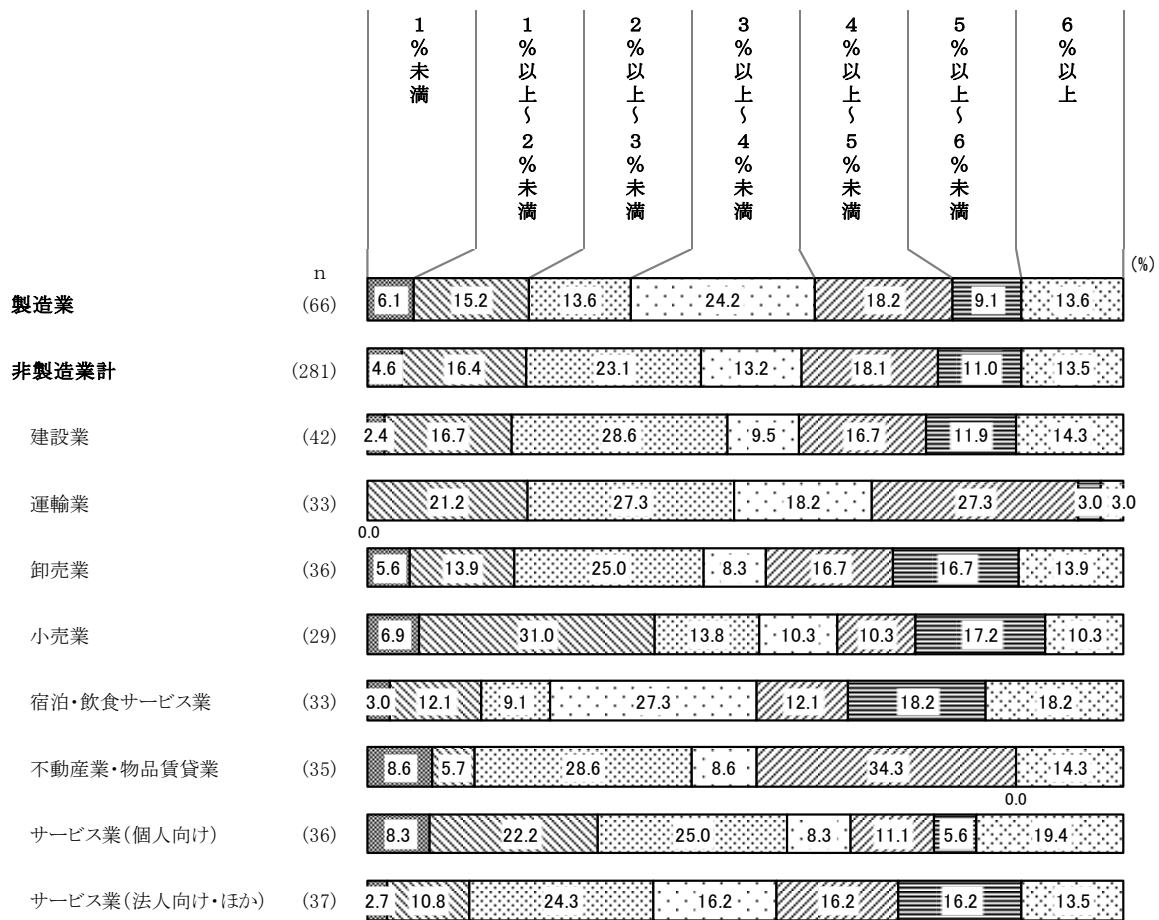 1%未満
1%以上~2%未満
2%以上~3%未満
3%以上~4%未満
4%以上~5%未満
5%以上~6%未満
6%以上
n
(%)
製造業 (66) 6.1 15.2 13.6 24.2 18.2 9.1 13.6
非製造業計 (281) 4.6 16.4 23.1 13.2 18.1 11.0 13.5
建設業 (42) 2.4 16.7 28.6 9.5 16.7 11.9 14.3
運輸業 (33) 21.2 27.3 18.2 27.3 3.0 3.0
0.0
卸売業 (36) 5.6 13.9 25.0 8.3 16.7 16.7 13.9
小売業 (29) 6.9 31.0 13.8 10.3 10.3 17.2 10.3
宿泊・飲食サービス業 (33) 3.0 12.1 9.1 27.3 12.1 18.2 18.2
不動産業・物品賃貸業 (35) 8.6 5.7 28.6 8.6 34.3 14.3
0.0
サービス業(個人向け) (36) 8.3 22.2 25.0 8.3 11.1 5.6 19.4
サービス業(法人向け・ほか) (37) 2.7 10.8 24.3 16.2 16.2 16.2 13.5